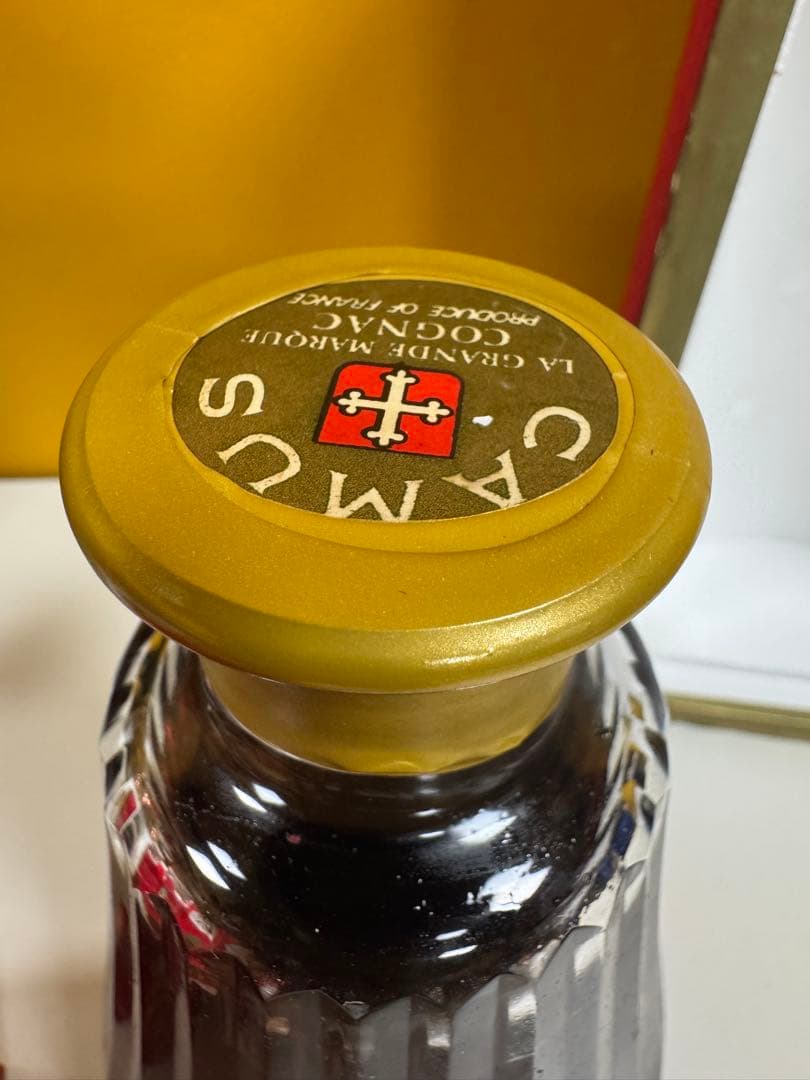 CAMUS
LA GRANDE MARQUE
COGNAC
PRODUCE OF FRANCE